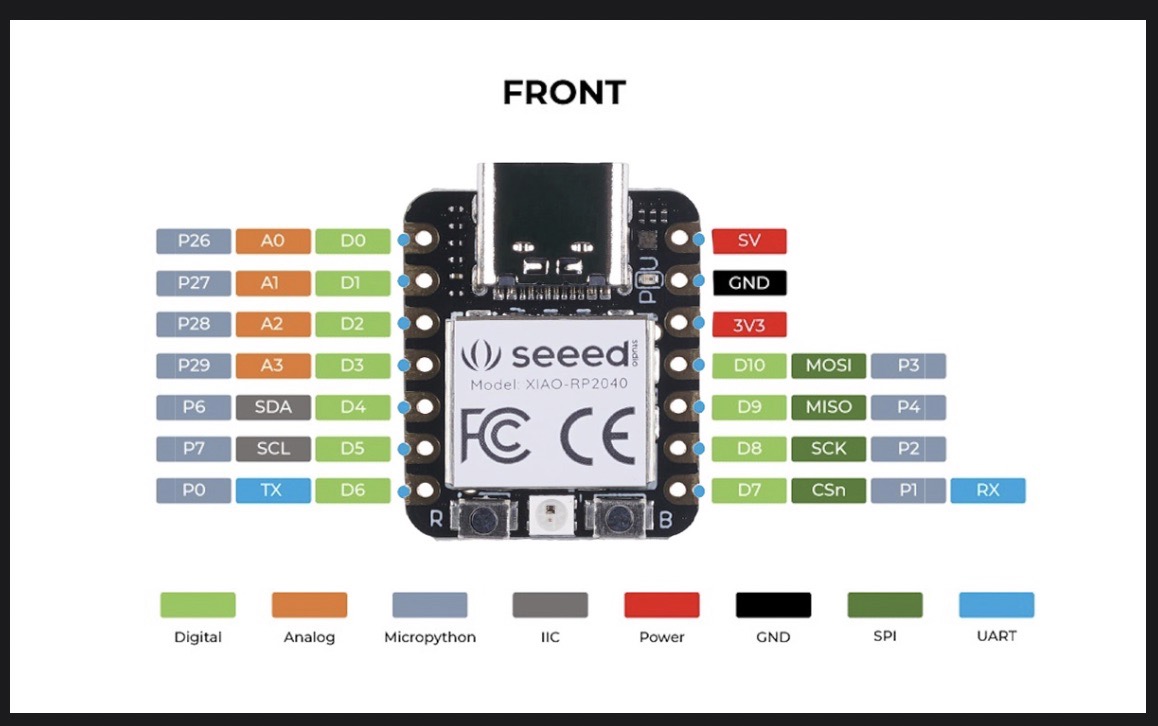 FRONT
P26 A0 D0 5V
P27 A1 D1 GND
P28 A2 D2 3V3
P29 A3 D3 D10 MOSI P3
P6 SDA D4 D9 MISO P4
P7 SCL D5 D8 SCK P2
P0 TX D6 D7 CSn P1 RX
U
P
seeed studio
Model: XIAO-RP2040
FC CE
R B
Digital Analog Micropython IIC Power GND SPI UART